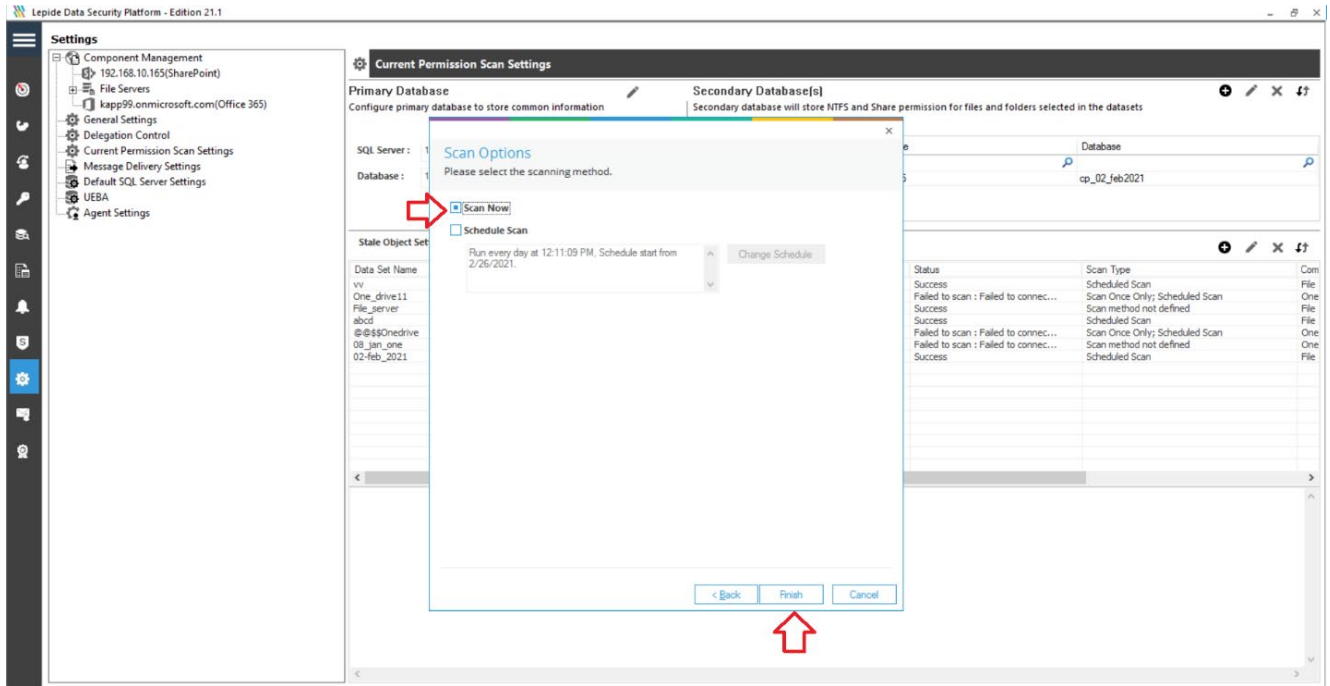 Lepide Data Security Platform - Edition 21.1
Settings
Component Management
192.168.10.165(SharePoint)
File Servers
kapp99.onmicrosoft.com(Office 365)
General Settings
Delegation Control
Current Permission Scan Settings
Message Delivery Settings
Default SQL Server Settings
UEBA
Agent Settings
Current Permission Scan Settings
Primary Database
Configure primary database to store common information
SQL Server :
Database :
Secondary Database(s)
Secondary database will store NTFS and Share permission for files and folders selected in the datasets
Database
cp_02_feb2021
Scan Options
Please select the scanning method.
Scan Now
Schedule Scan
Run every day at 12:11:09 PM, Schedule start from
2/26/2021.
Change Schedule
< Back Finish Cancel
Stale Object Set
Data Set Name Status Scan Type Com
vv Success Scheduled Scan File
One_drive11 Failed to scan : Failed to connec... Scan Once Only; Scheduled Scan One
File_server Success Scan method not defined File
abcd Success Scheduled Scan File
@@$$Onedrive Failed to scan : Failed to connec... Scan Once Only; Scheduled Scan One
08_jan_one Failed to scan : Failed to connec... Scan method not defined One
02-feb_2021 Success Scheduled Scan File